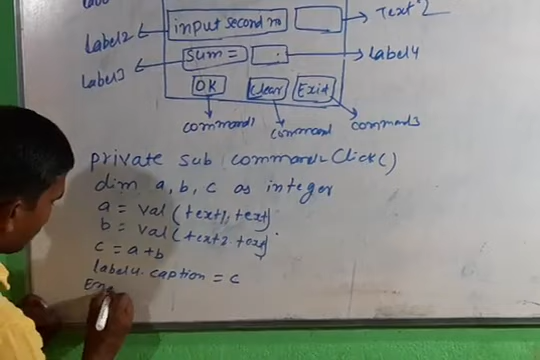 Text 2
Label2 input second no
Label3 sum = Label4
OK Clear Exit
command1 command command3
private sub command1_Click()
dim a, b, c as integer
a = val (text1.text)
b = val (text2.text)
c = a+b
label4.caption = c
En